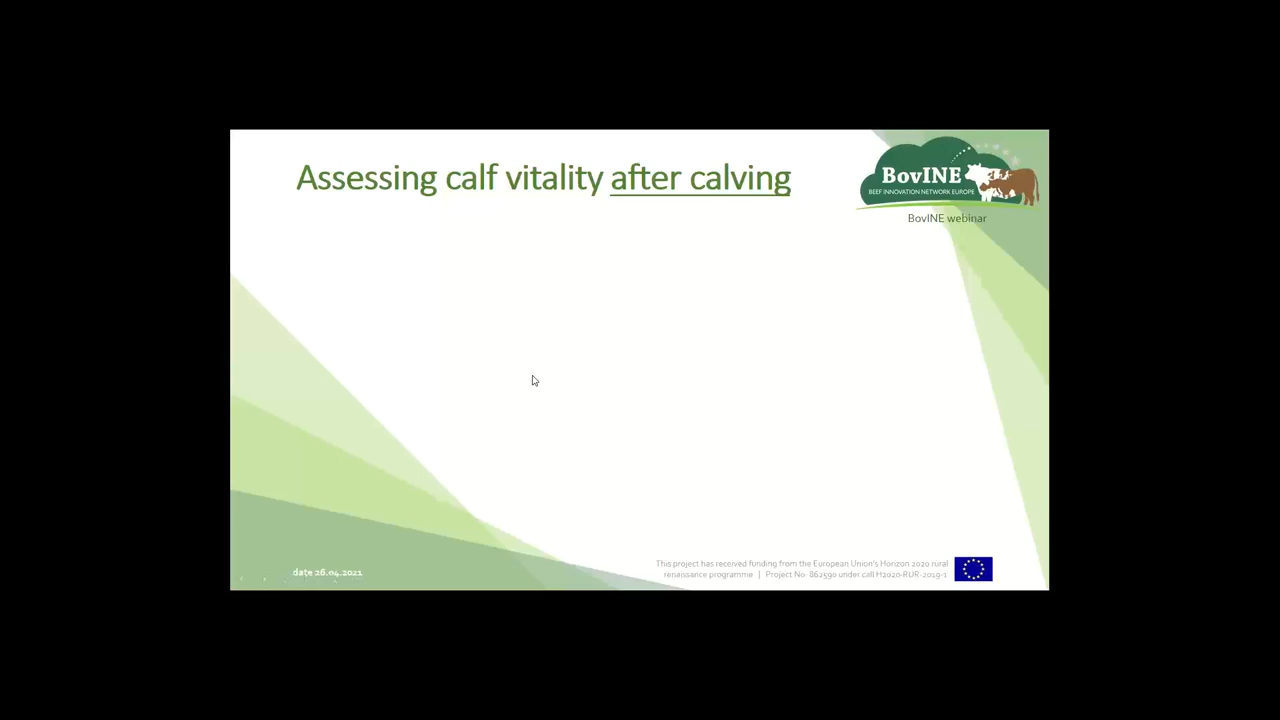 Assessing calf vitality after calving
BovINE
BEEF INNOVATION NETWORK EUROPE
BovINE webinar
This project has received funding from the European Union's Horizon 2020 rural
renaissance programme | Project No 862590 under call H2020-RUR-2019-1
date 26.04.2021